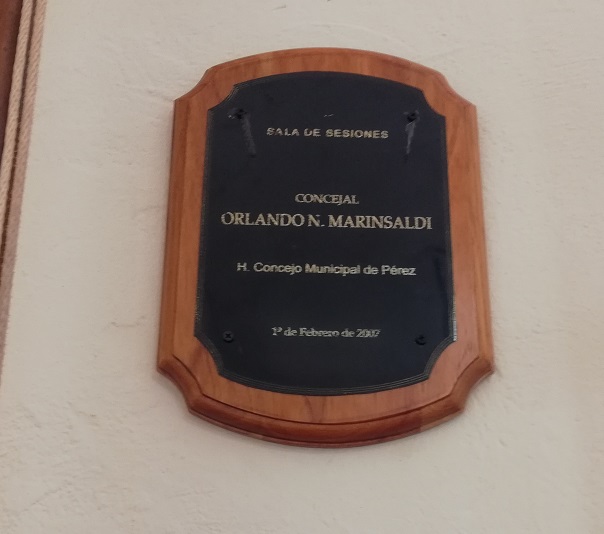 SALA DE SESIONES
CONCEJAL
ORLANDO N. MARINSALDI
H. Concejo Municipal de Pérez
1º de Febrero de 2007